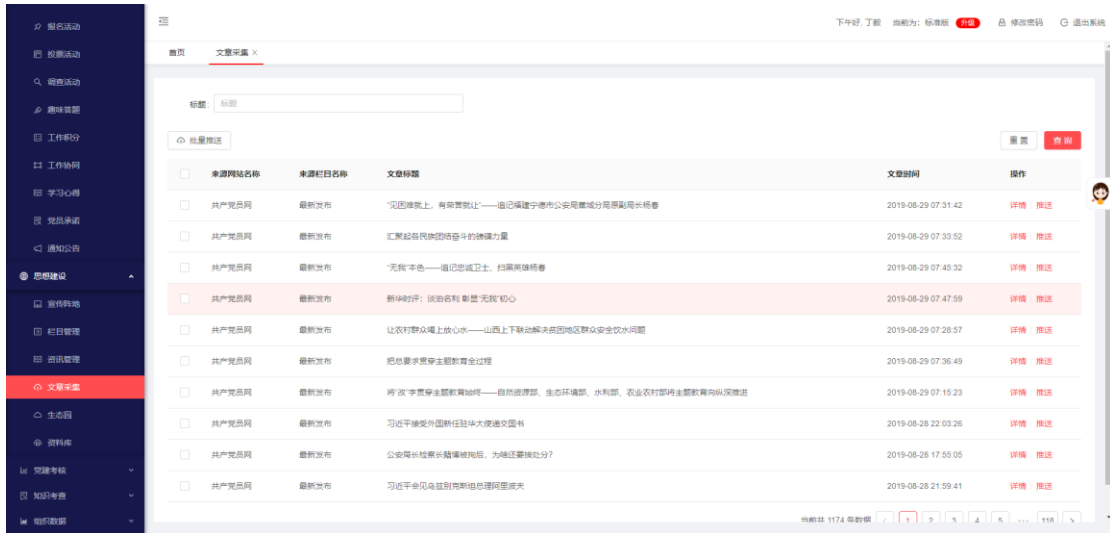 报名活动
投票活动
调查活动
趣味答题
工作积分
工作协同
学习心得
党员承诺
通知公告
思想建设
宣传阵地
栏目管理
资讯管理
文章采集
生态园
资料库
党建考核
知识考查
组织数据
下午好, 丁毅 当前为：标准版 升级 修改密码 退出系统
首页 文章采集 ×
标题: 标题
批量推送 重置 查询
来源网站名称 来源栏目名称 文章标题 文章时间 操作
共产党员网 最新发布 “见困难就上，有荣誉就让”——追记福建宁德市公安局蕉城分局原副局长杨春 2019-08-29 07:31:42 详情 推送
共产党员网 最新发布 汇聚起各民族团结奋斗的磅礴力量 2019-08-29 07:33:52 详情 推送
共产党员网 最新发布 “无我”本色——追记忠诚卫士、扫黑英雄杨春 2019-08-29 07:45:32 详情 推送
共产党员网 最新发布 新华时评：淡泊名利 彰显“无我”初心 2019-08-29 07:47:59 详情 推送
共产党员网 最新发布 让农村群众喝上放心水——山西上下联动解决贫困地区群众安全饮水问题 2019-08-29 07:28:57 详情 推送
共产党员网 最新发布 把总要求贯穿主题教育全过程 2019-08-29 07:36:49 详情 推送
共产党员网 最新发布 将“改”字贯穿主题教育始终——自然资源部、生态环境部、水利部、农业农村部将主题教育向纵深推进 2019-08-29 07:15:23 详情 推送
共产党员网 最新发布 习近平接受外国新任驻华大使递交国书 2019-08-28 22:03:26 详情 推送
共产党员网 最新发布 公安局长检察长赌博被拘后，为啥还要挨处分？ 2019-08-28 17:55:05 详情 推送
共产党员网 最新发布 习近平会见乌兹别克斯坦总理阿里波夫 2019-08-28 21:59:41 详情 推送
当前共 1174 条数据 < 1 2 3 4 5 ··· 118 >